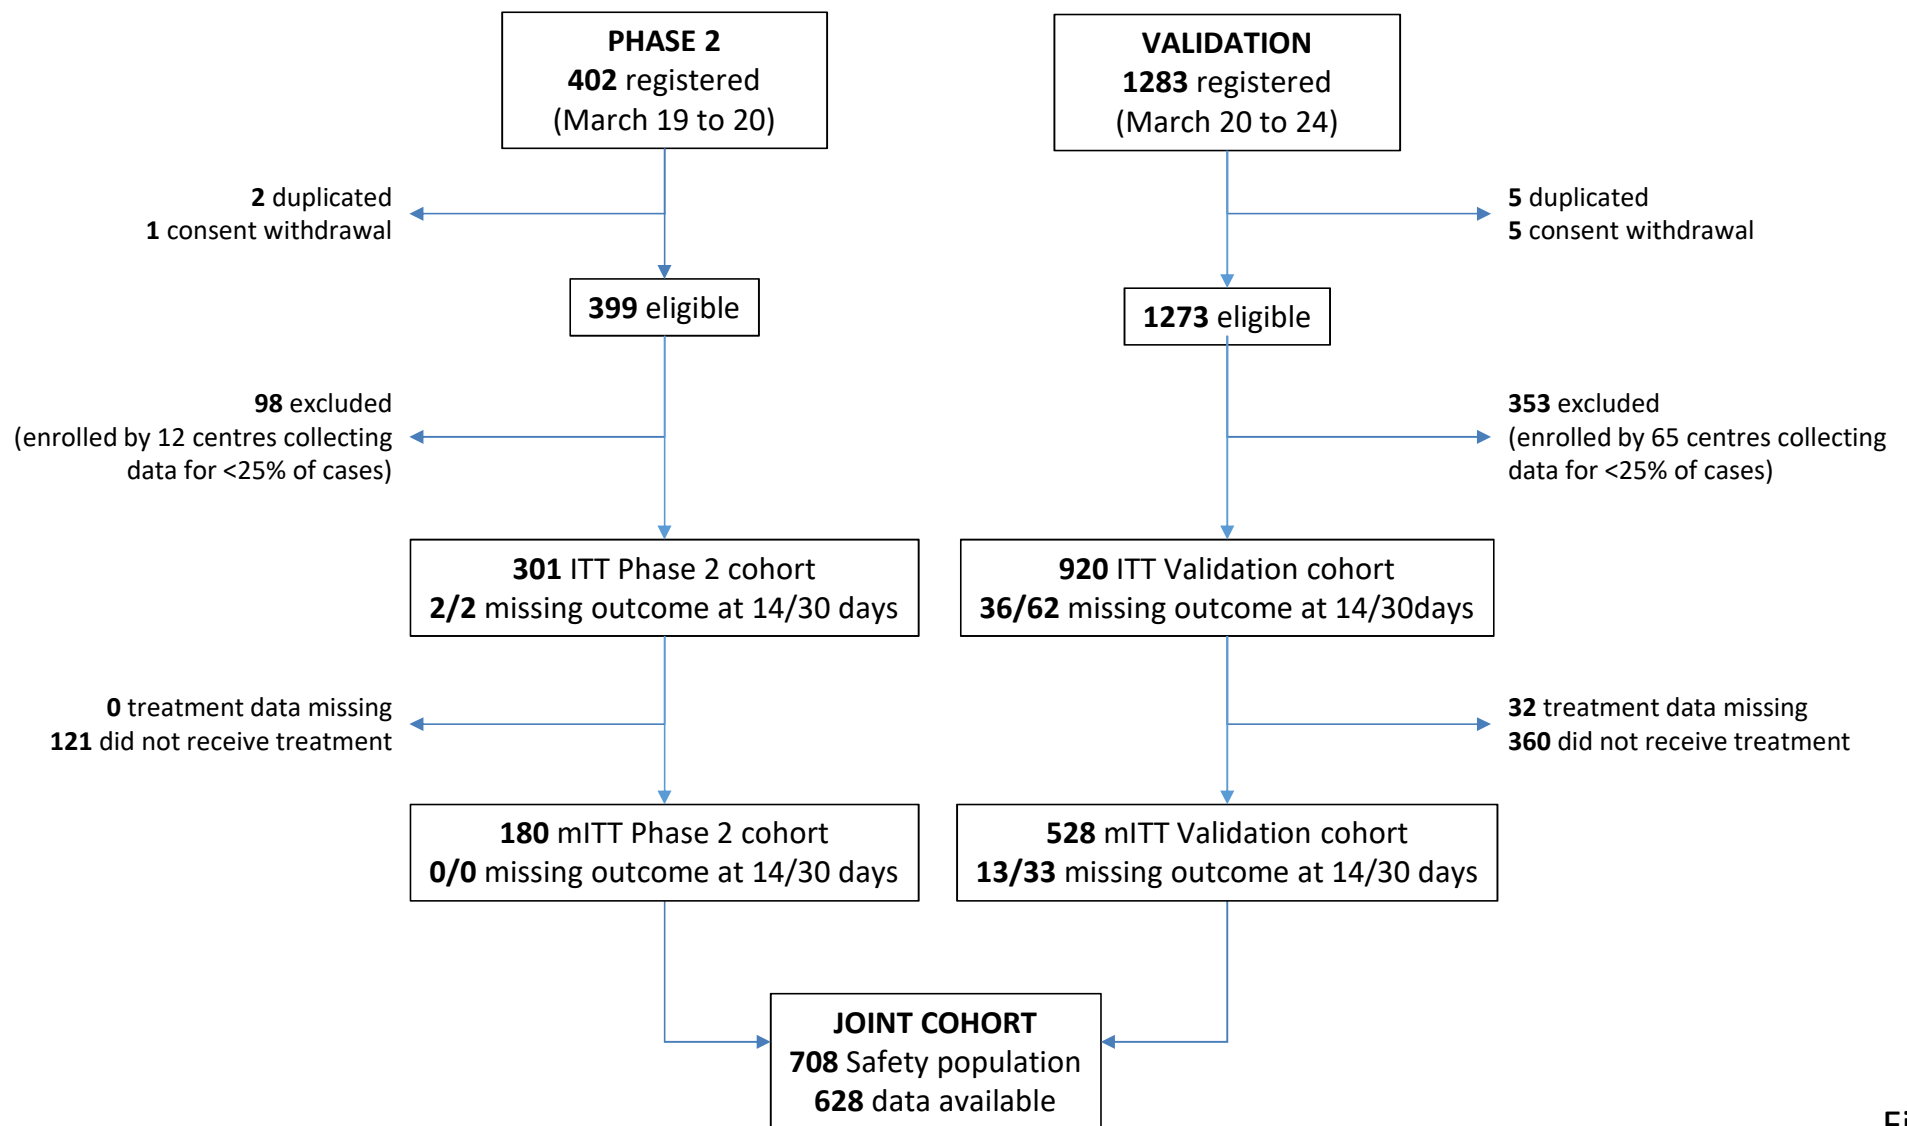 PHASE 2
402 registered
(March 19 to 20)
VALIDATION
1283 registered
(March 20 to 24)
2 duplicated
1 consent withdrawal
5 duplicated
5 consent withdrawal
399 eligible
1273 eligible
98 excluded
(enrolled by 12 centres collecting
data for <25% of cases)
353 excluded
(enrolled by 65 centres collecting
data for <25% of cases)
301 ITT Phase 2 cohort
2/2 missing outcome at 14/30 days
920 ITT Validation cohort
36/62 missing outcome at 14/30days
0 treatment data missing
121 did not receive treatment
32 treatment data missing
360 did not receive treatment
180 mITT Phase 2 cohort
0/0 missing outcome at 14/30 days
528 mITT Validation cohort
13/33 missing outcome at 14/30 days
JOINT COHORT
708 Safety population
628 data available